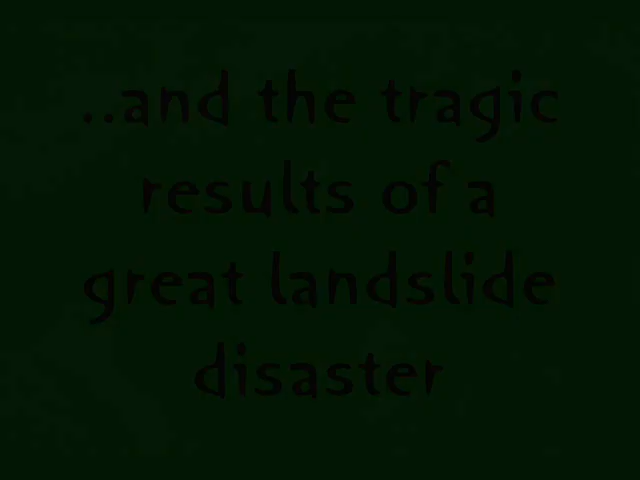 ..and the tragic
results of a
great landslide
disaster